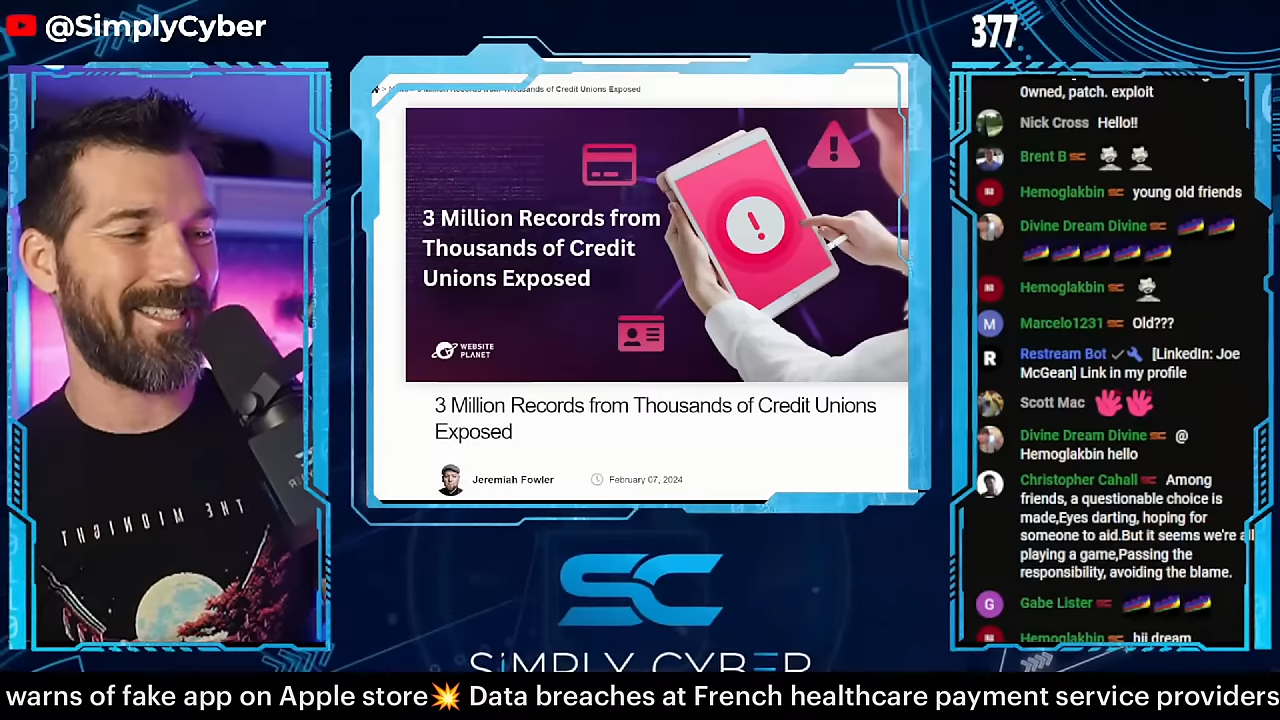 @SimplyCyber
377
> 3 Million Records from Thousands of Credit Unions Exposed
3 Million Records from
Thousands of Credit
Unions Exposed
WEBSITE
PLANET
3 Million Records from Thousands of Credit Unions
Exposed
Jeremiah Fowler
February 07, 2024
THE MIDNIGHT
SC
SIMPLY CYBER
0wned, patch. exploit
Nick Cross Hello!!
Brent B
Hemoglakbin young old friends
Divine Dream Divine
Hemoglakbin
M
Marcelo1231 Old???
R
Restream Bot [LinkedIn: Joe
McGean] Link in my profile
Scott Mac
Divine Dream Divine @
Hemoglakbin hello
Christopher Cahall Among
friends, a questionable choice is
made,Eyes darting, hoping for
someone to aid.But it seems we're all
playing a game,Passing the
responsibility, avoiding the blame.
G
Gabe Lister
Hemoglakbin hii dream
warns of fake app on Apple store💥 Data breaches at French healthcare payment service providers